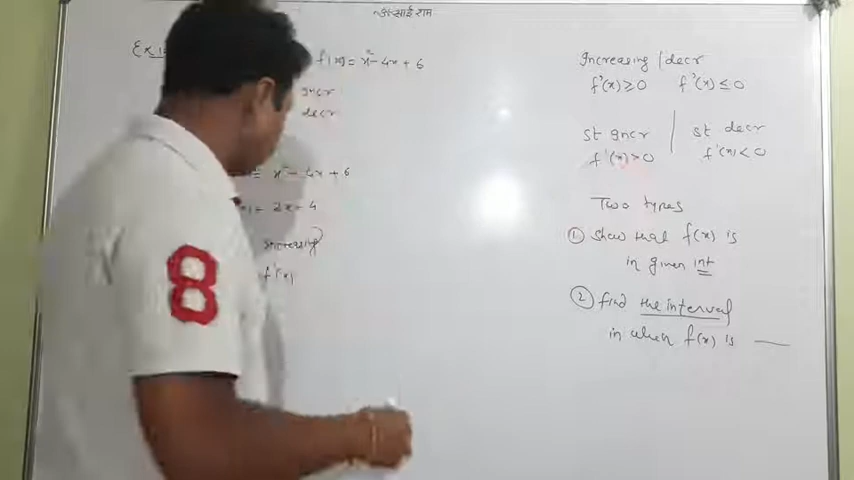 ॐ साई राम
Ex 1: f(x) = x² - 4x + 6
incr
decr
= x² - 4x + 6
= 2x - 4
increasing
f'(x)
8
Increasing / decr
f'(x) ≥ 0 f'(x) ≤ 0
st incr st decr
f'(x) > 0 f'(x) < 0
Two types
① Show that f(x) is
in given int
② find the interval
in which f(x) is —